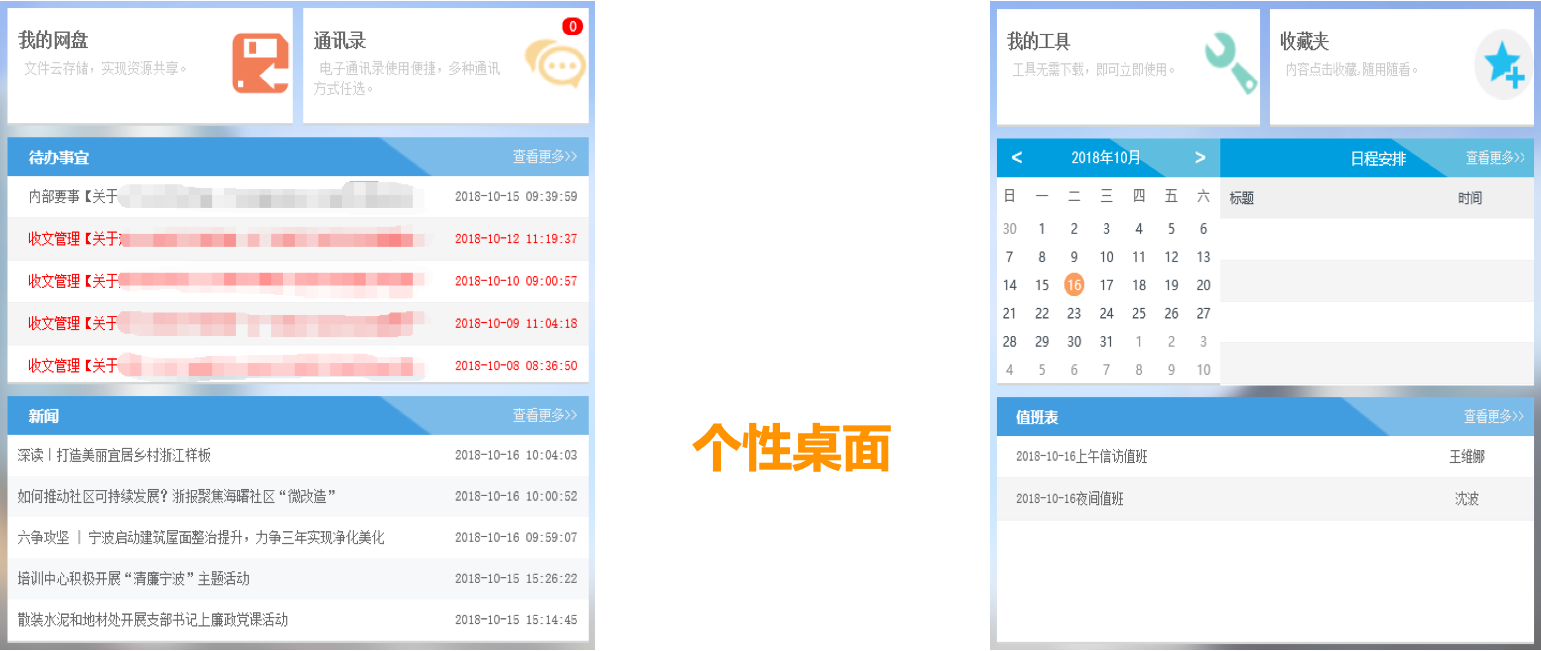 我的网盘
文件云存储，实现资源共享。
通讯录
0
电子通讯录使用便捷，多种通讯
方式任选。
待办事宜 查看更多>>
内部要事【关于 2018-10-15 09:39:59
收文管理【关于 2018-10-12 11:19:37
收文管理【关于 2018-10-10 09:00:57
收文管理【关于 2018-10-09 11:04:18
收文管理【关于 2018-10-08 08:36:50
新闻 查看更多>>
深读丨打造美丽宜居乡村浙江样板 2018-10-16 10:04:03
如何推动社区可持续发展？浙报聚焦海曙社区“微改造” 2018-10-16 10:00:52
六争攻坚 丨 宁波启动建筑屋面整治提升，力争三年实现净化美化 2018-10-16 09:59:07
培训中心积极开展“清廉宁波”主题活动 2018-10-15 15:26:22
散装水泥和地材处开展支部书记上廉政党课活动 2018-10-15 15:14:45
个性桌面
我的工具
工具无需下载，即可立即使用。
收藏夹
内容点击收藏,随用随看。
< 2018年10月 >
日 一 二 三 四 五 六
30 1 2 3 4 5 6
7 8 9 10 11 12 13
14 15 16 17 18 19 20
21 22 23 24 25 26 27
28 29 30 31 1 2 3
4 5 6 7 8 9 10
日程安排 查看更多>>
标题 时间
值班表 查看更多>>
2018-10-16上午信访值班 王维娜
2018-10-16夜间值班 沈波